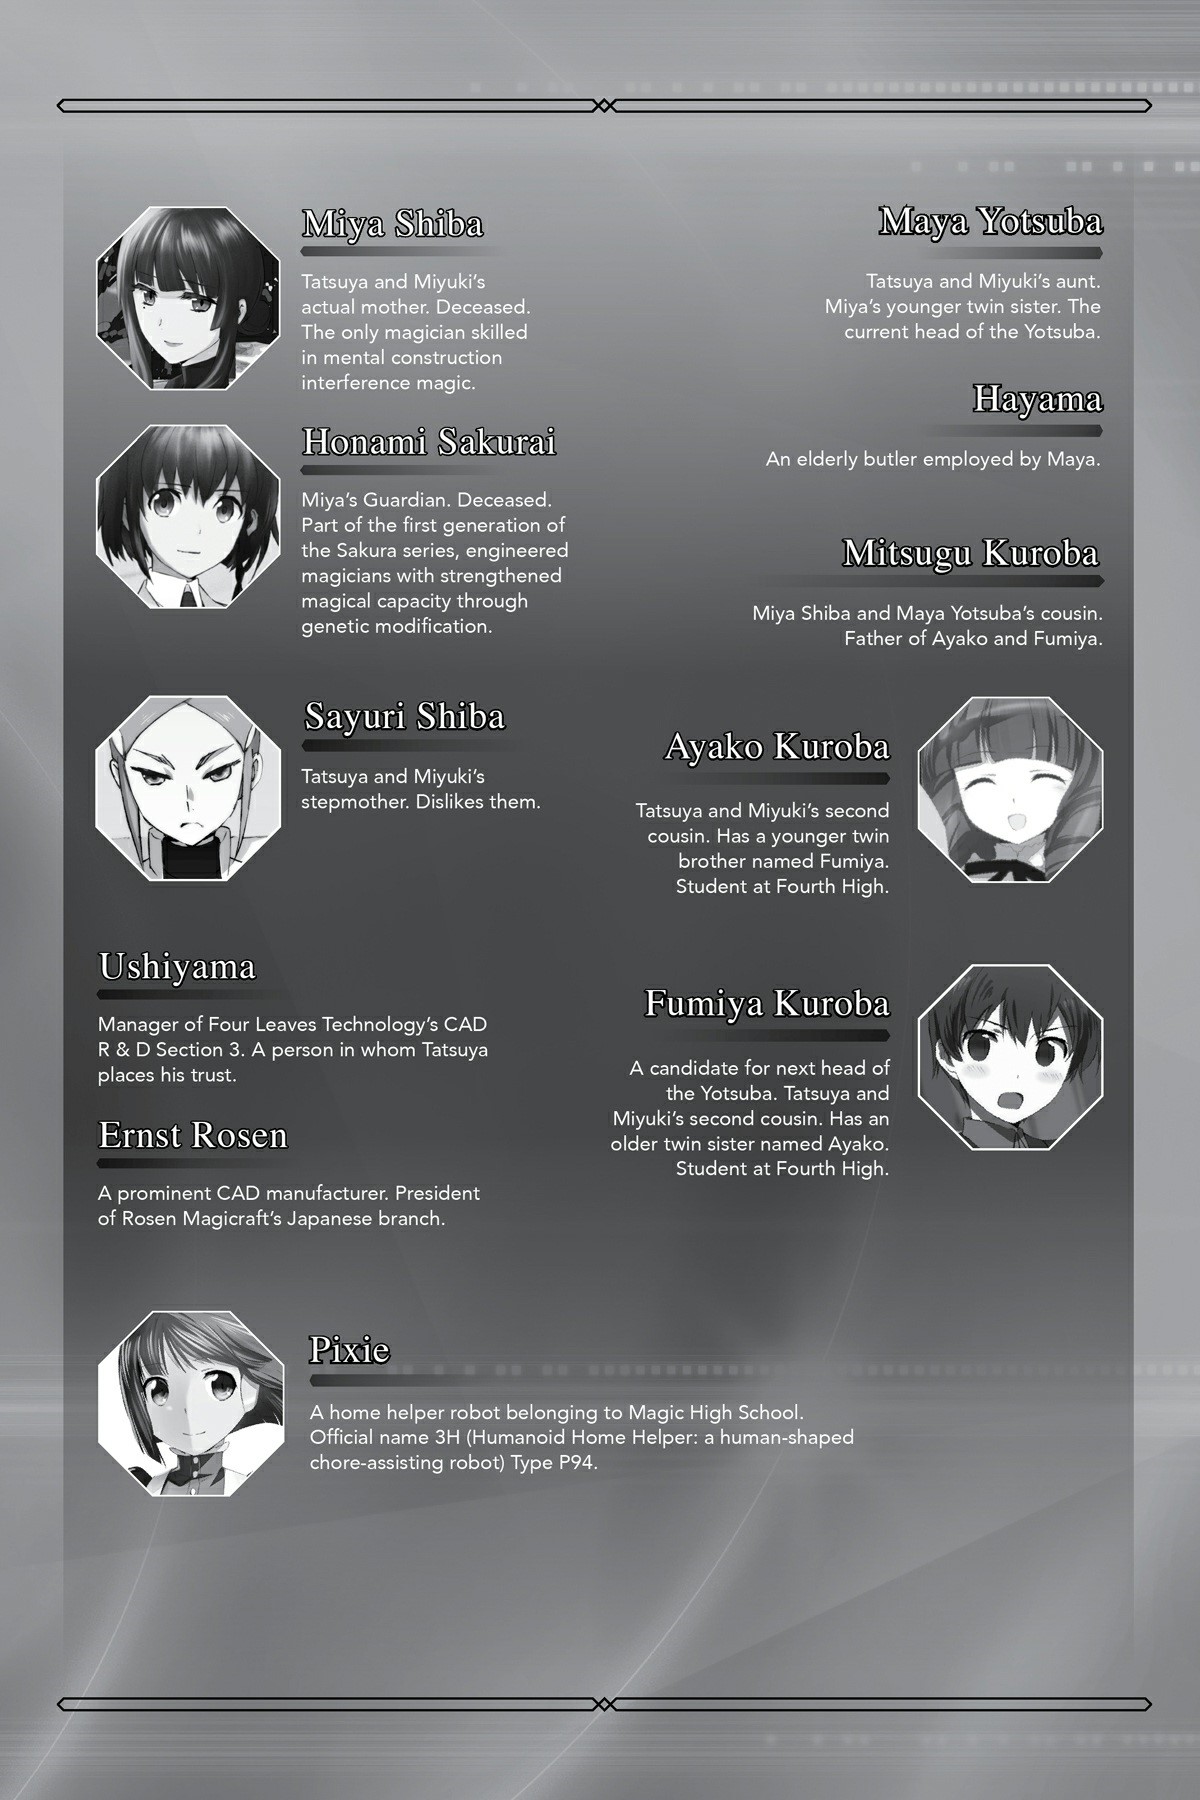 Miya Shiba
Tatsuya and Miyuki's
actual mother. Deceased.
The only magician skilled
in mental construction
interference magic.
Honami Sakurai
Miya's Guardian. Deceased.
Part of the first generation of
the Sakura series, engineered
magicians with strengthened
magical capacity through
genetic modification.
Sayuri Shiba
Tatsuya and Miyuki's
stepmother. Dislikes them.
Ushiyama
Manager of Four Leaves Technology's CAD
R & D Section 3. A person in whom Tatsuya
places his trust.
Ernst Rosen
A prominent CAD manufacturer. President
of Rosen Magicraft's Japanese branch.
Maya Yotsuba
Tatsuya and Miyuki's aunt.
Miya's younger twin sister. The
current head of the Yotsuba.
Hayama
An elderly butler employed by Maya.
Mitsugu Kuroba
Miya Shiba and Maya Yotsuba's cousin.
Father of Ayako and Fumiya.
Ayako Kuroba
Tatsuya and Miyuki's second
cousin. Has a younger twin
brother named Fumiya.
Student at Fourth High.
Fumiya Kuroba
A candidate for next head of
the Yotsuba. Tatsuya and
Miyuki's second cousin. Has an
older twin sister named Ayako.
Student at Fourth High.
Pixie
A home helper robot belonging to Magic High School.
Official name 3H (Humanoid Home Helper: a human-shaped
chore-assisting robot) Type P94.